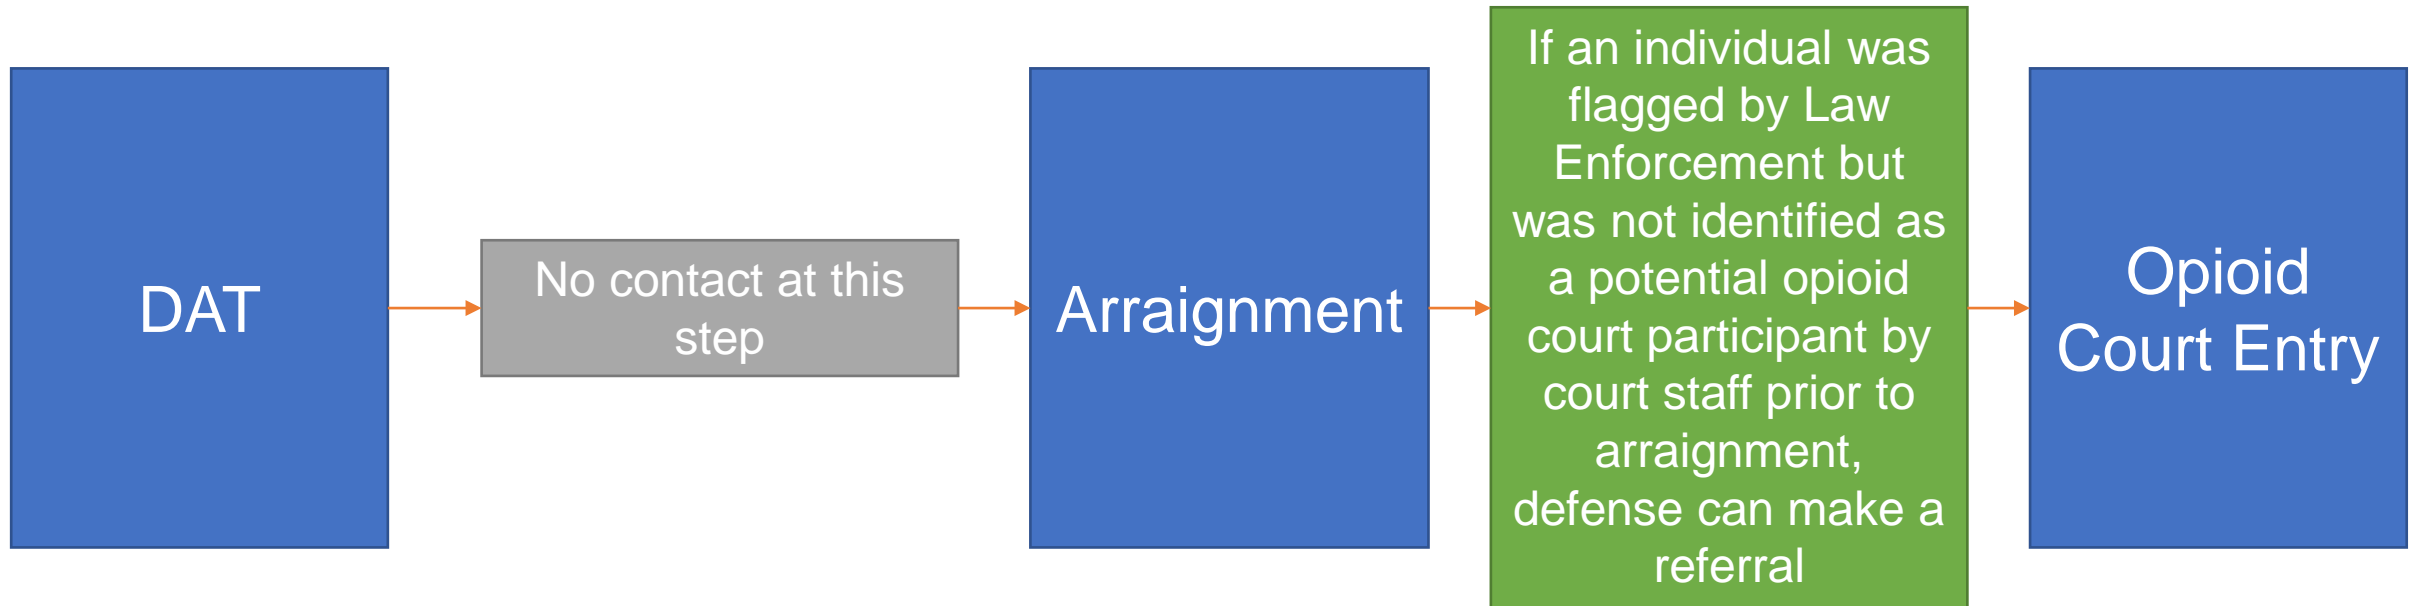 DAT
No contact at this
step
Arraignment
If an individual was
flagged by Law
Enforcement but
was not identified as
a potential opioid
court participant by
court staff prior to
arraignment,
defense can make a
referral
Opioid
Court Entry